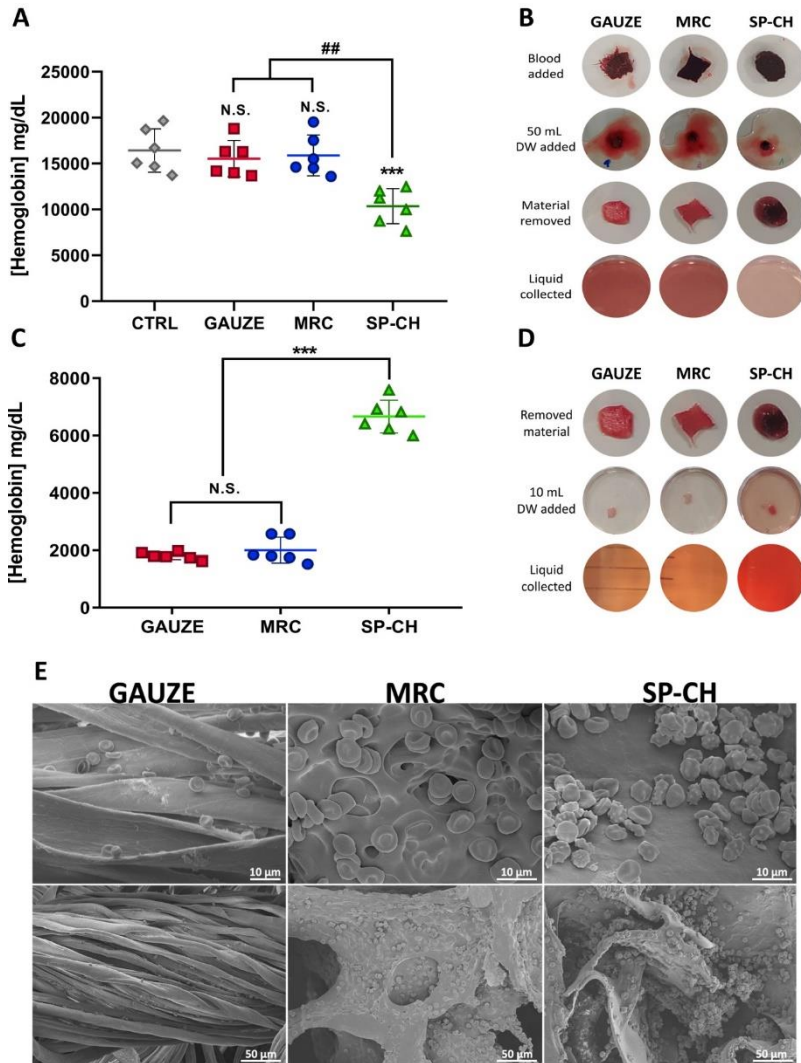 A
##
N.S.
N.S.
***
[Hemoglobin] mg/dL
25000
20000
15000
10000
5000
0
CTRL
GAUZE
MRC
SP-CH
B
GAUZE
MRC
SP-CH
Blood
added
50 mL
DW added
Material
removed
Liquid
collected
C
***
N.S.
[Hemoglobin] mg/dL
8000
6000
4000
2000
0
GAUZE
MRC
SP-CH
D
GAUZE
MRC
SP-CH
Removed
material
10 mL
DW added
Liquid
collected
E
GAUZE
MRC
SP-CH
10 µm
10 µm
10 µm
50 µm
50 µm
50 µm